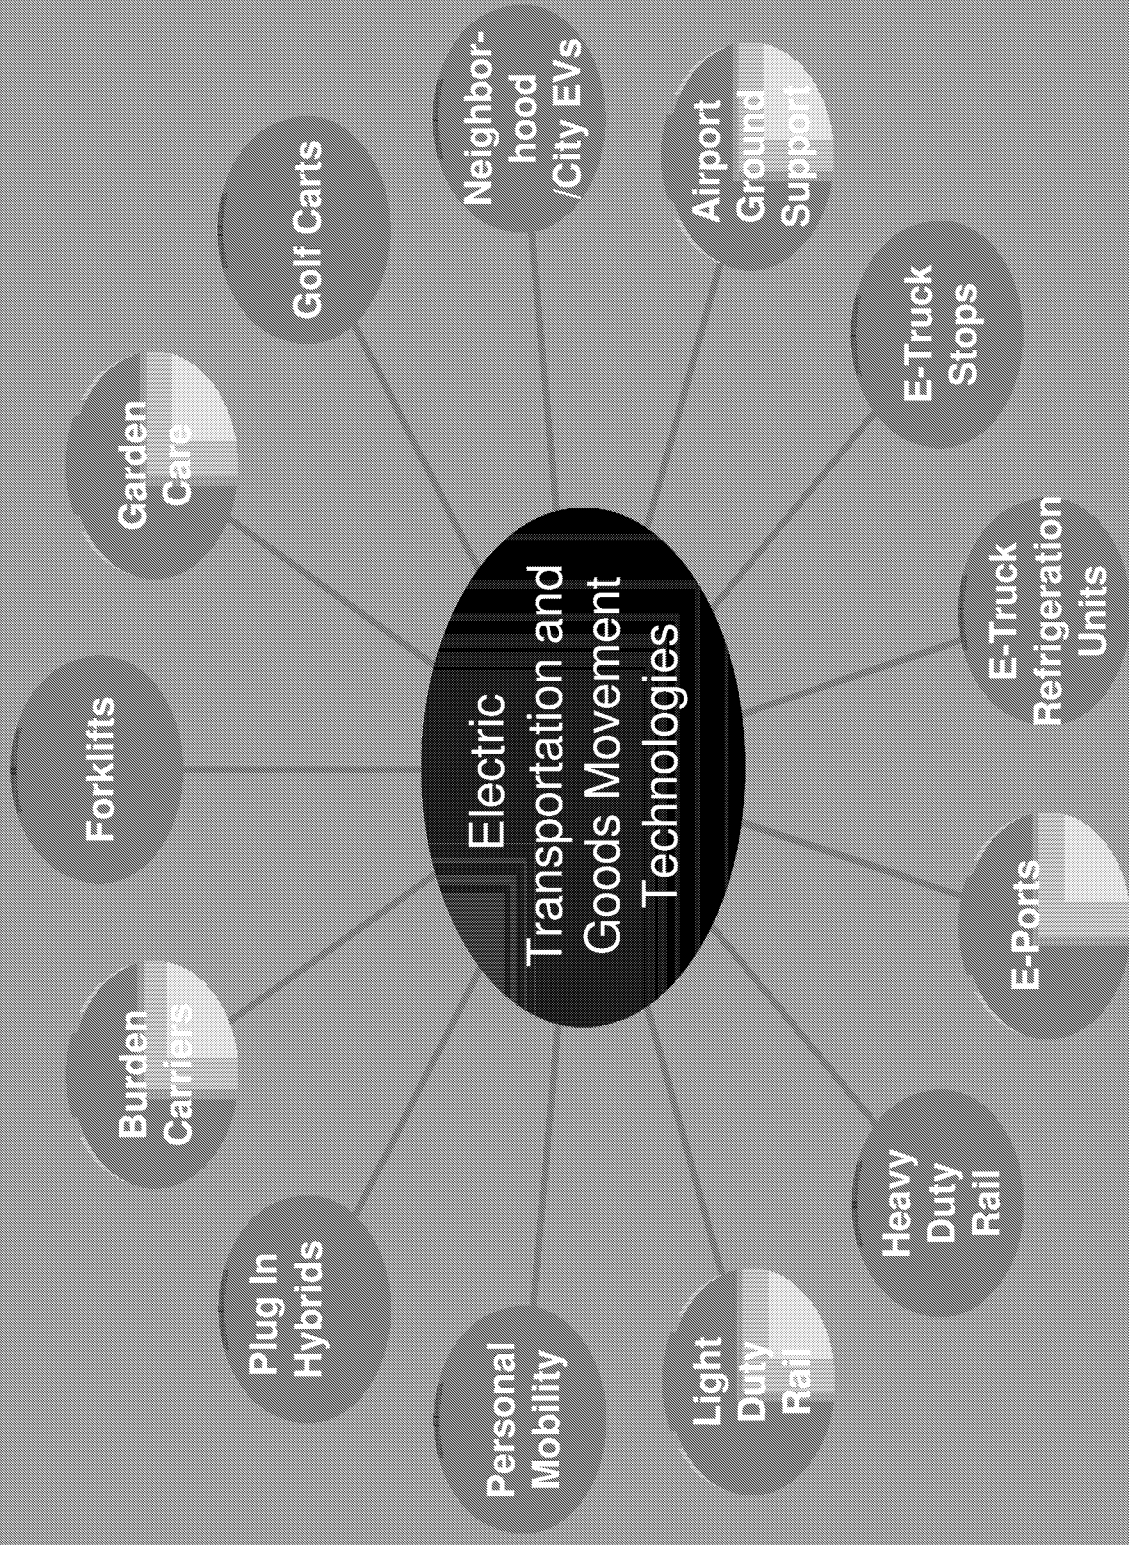 Electric
Transportation and
Goods Movement
Technologies
Forklifts
Garden
Care
Golf Carts
Neighbor-
hood
/City EVs
Airport
Ground
Support
E-Truck
Stops
E-Truck
Refrigeration
Units
E-Ports
Heavy
Duty
Rail
Light
Duty
Rail
Personal
Mobility
Plug In
Hybrids
Burden
Carriers